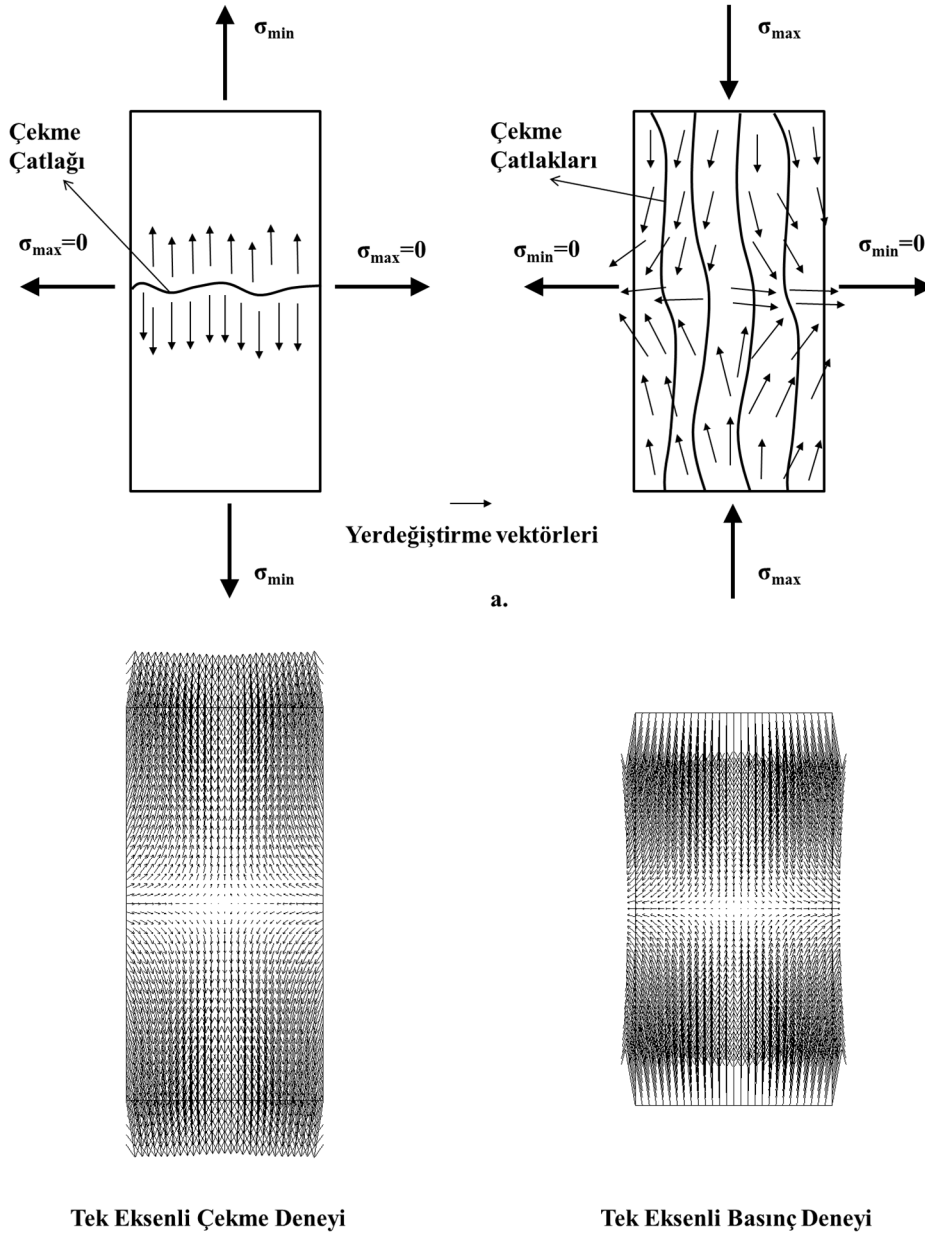 σmin
σmax
Çekme
Çatlağı
Çekme
Çatlakları
σmax=0
σmax=0
σmin=0
σmin=0
Yerdeğiştirme vektörleri
σmin
σmax
a.
Tek Eksenli Çekme Deneyi
Tek Eksenli Basınç Deneyi